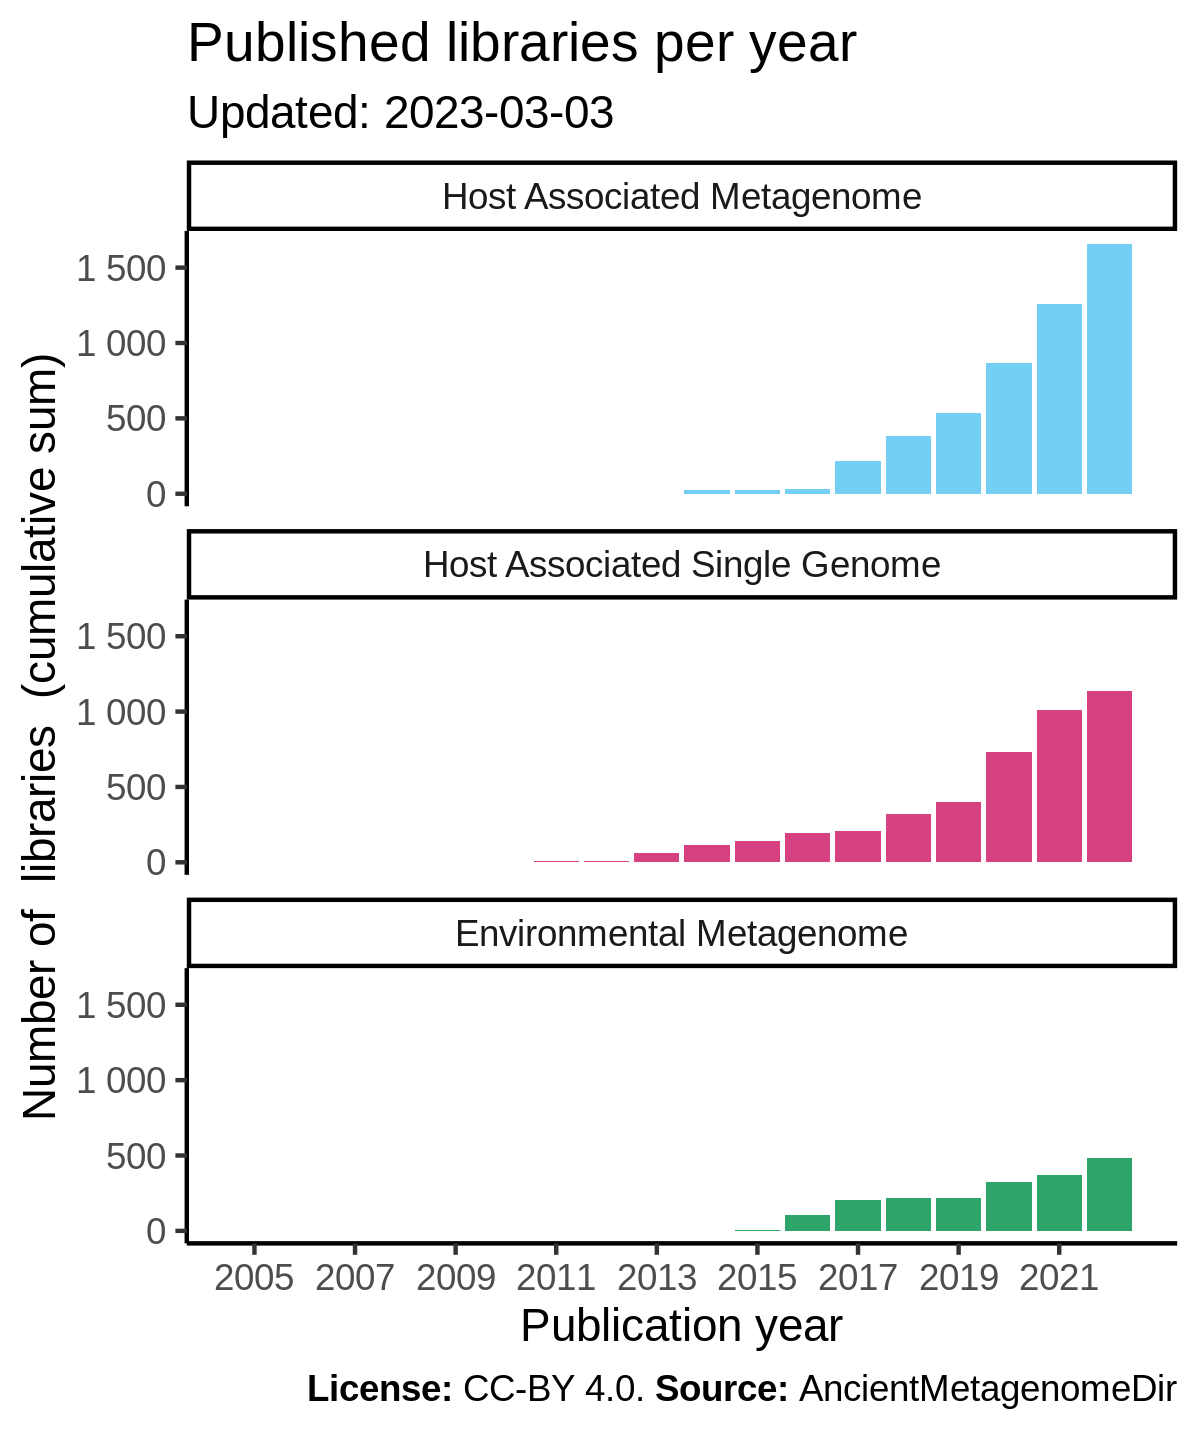 Published libraries per year
Updated: 2023-03-03
Host Associated Metagenome
1 500
1 000
500
0
Host Associated Single Genome
1 500
1 000
500
0
Environmental Metagenome
1 500
1 000
500
0
Number of libraries (cumulative sum)
2005 2007 2009 2011 2013 2015 2017 2019 2021
Publication year
License: CC-BY 4.0. Source: AncientMetagenomeDir